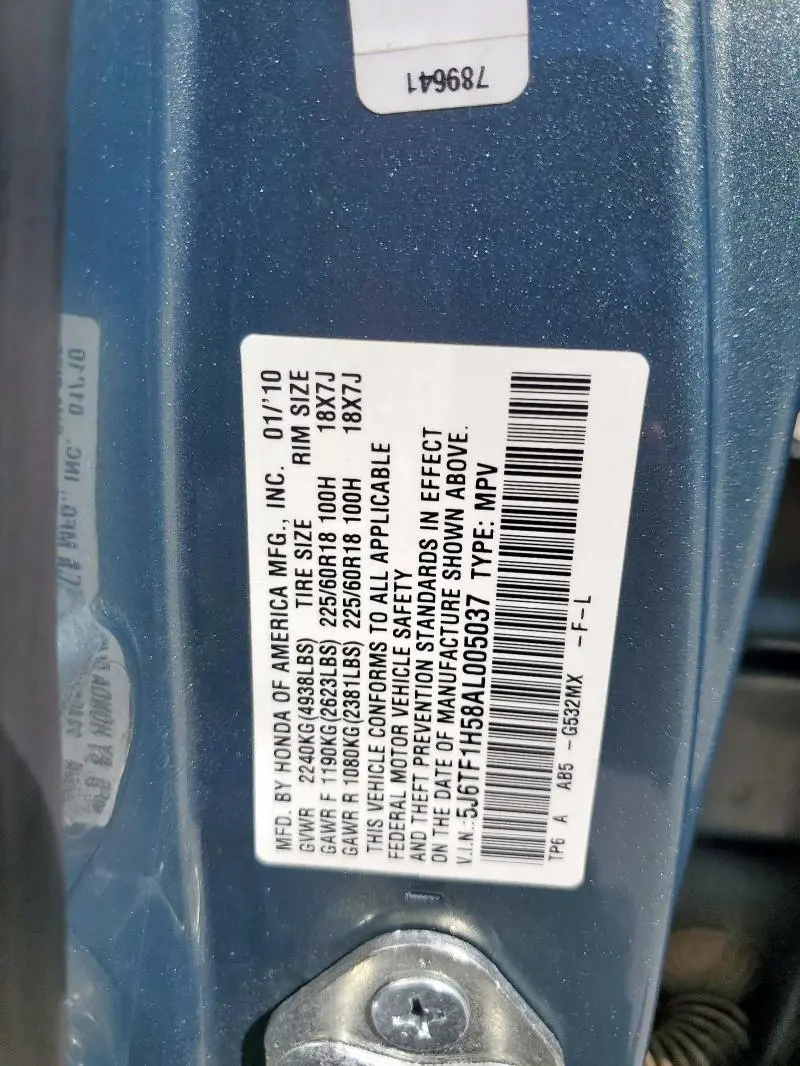 789641
MFD. BY HONDA OF AMERICA MFG., INC. 01/'10
GVWR 2240KG(4938LBS) TIRE SIZE RIM SIZE
GAWR F 1190KG(2623LBS) 225/60R18 100H 18X7J
GAWR R 1080KG(2381LBS) 225/60R18 100H 18X7J
THIS VEHICLE CONFORMS TO ALL APPLICABLE
FEDERAL MOTOR VEHICLE SAFETY
AND THEFT PREVENTION STANDARDS IN EFFECT
ON THE DATE OF MANUFACTURE SHOWN ABOVE.
V.I.N.:5J6TF1H58AL005037 TYPE: MPV
TP6 A AB5 -G532MX -F-L